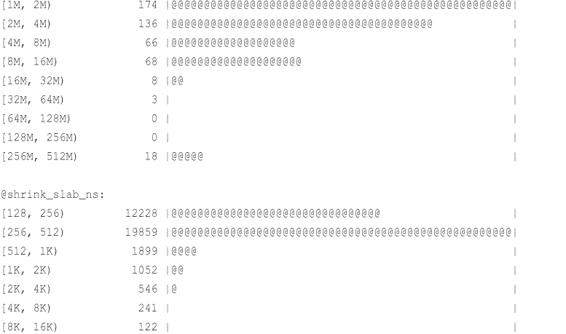 [1M, 2M)             174 |@@@@@@@@@@@@@@@@@@@@@@@@@@@@@@@@@@@@@@@@@@@@@@@@@@@@|
[2M, 4M)             136 |@@@@@@@@@@@@@@@@@@@@@@@@@@@@@@@@@@@@@@@@            |
[4M, 8M)              66 |@@@@@@@@@@@@@@@@@@@                                 |
[8M, 16M)             68 |@@@@@@@@@@@@@@@@@@@@                                |
[16M, 32M)             8 |@@                                                  |
[32M, 64M)             3 |                                                    |
[64M, 128M)            0 |                                                    |
[128M, 256M)           0 |                                                    |
[256M, 512M)          18 |@@@@@                                               |
@shrink_slab_ns:
[128, 256)         12228 |@@@@@@@@@@@@@@@@@@@@@@@@@@@@@@@@                    |
[256, 512)         19859 |@@@@@@@@@@@@@@@@@@@@@@@@@@@@@@@@@@@@@@@@@@@@@@@@@@@@|
[512, 1K)           1899 |@@@@                                                |
[1K, 2K)            1052 |@@                                                  |
[2K, 4K)             546 |@                                                   |
[4K, 8K)             241 |                                                    |
[8K, 16K)            122 |                                                    |